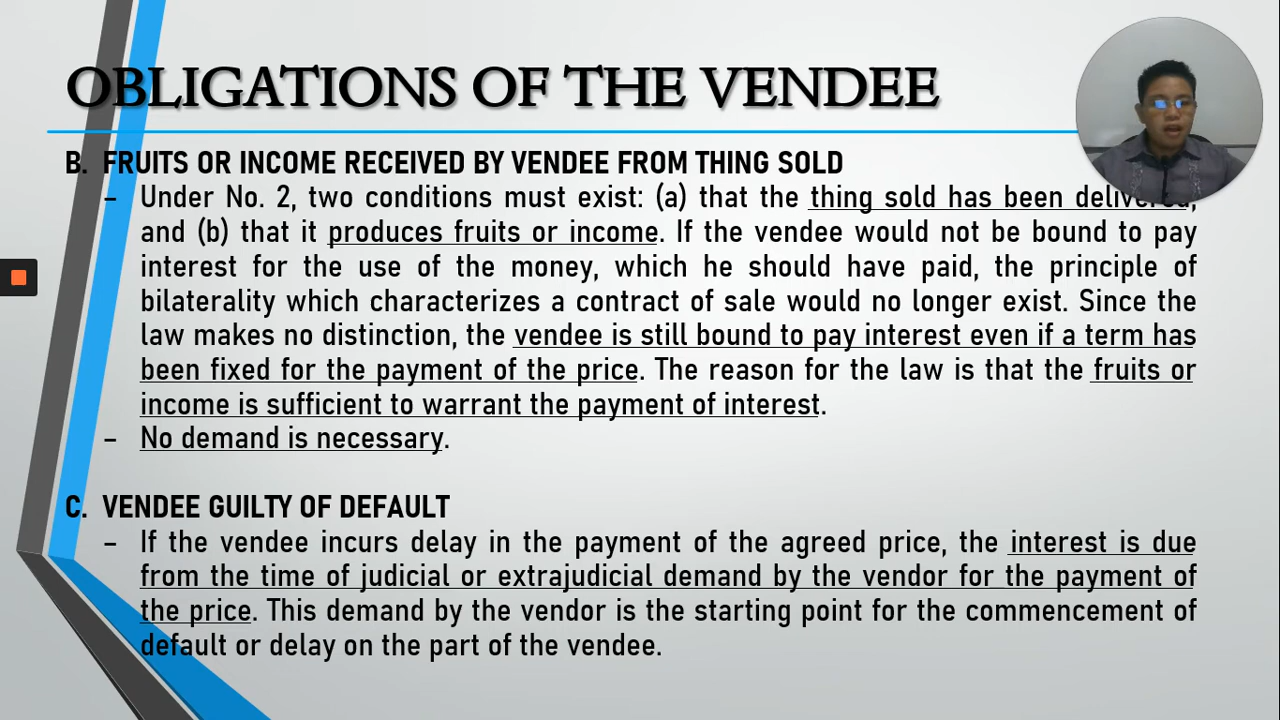 OBLIGATIONS OF THE VENDEE
B. FRUITS OR INCOME RECEIVED BY VENDEE FROM THING SOLD
– Under No. 2, two conditions must exist: (a) that the thing sold has been delivered,
and (b) that it produces fruits or income. If the vendee would not be bound to pay
interest for the use of the money, which he should have paid, the principle of
bilaterality which characterizes a contract of sale would no longer exist. Since the
law makes no distinction, the vendee is still bound to pay interest even if a term has
been fixed for the payment of the price. The reason for the law is that the fruits or
income is sufficient to warrant the payment of interest.
– No demand is necessary.
C. VENDEE GUILTY OF DEFAULT
– If the vendee incurs delay in the payment of the agreed price, the interest is due
from the time of judicial or extrajudicial demand by the vendor for the payment of
the price. This demand by the vendor is the starting point for the commencement of
default or delay on the part of the vendee.